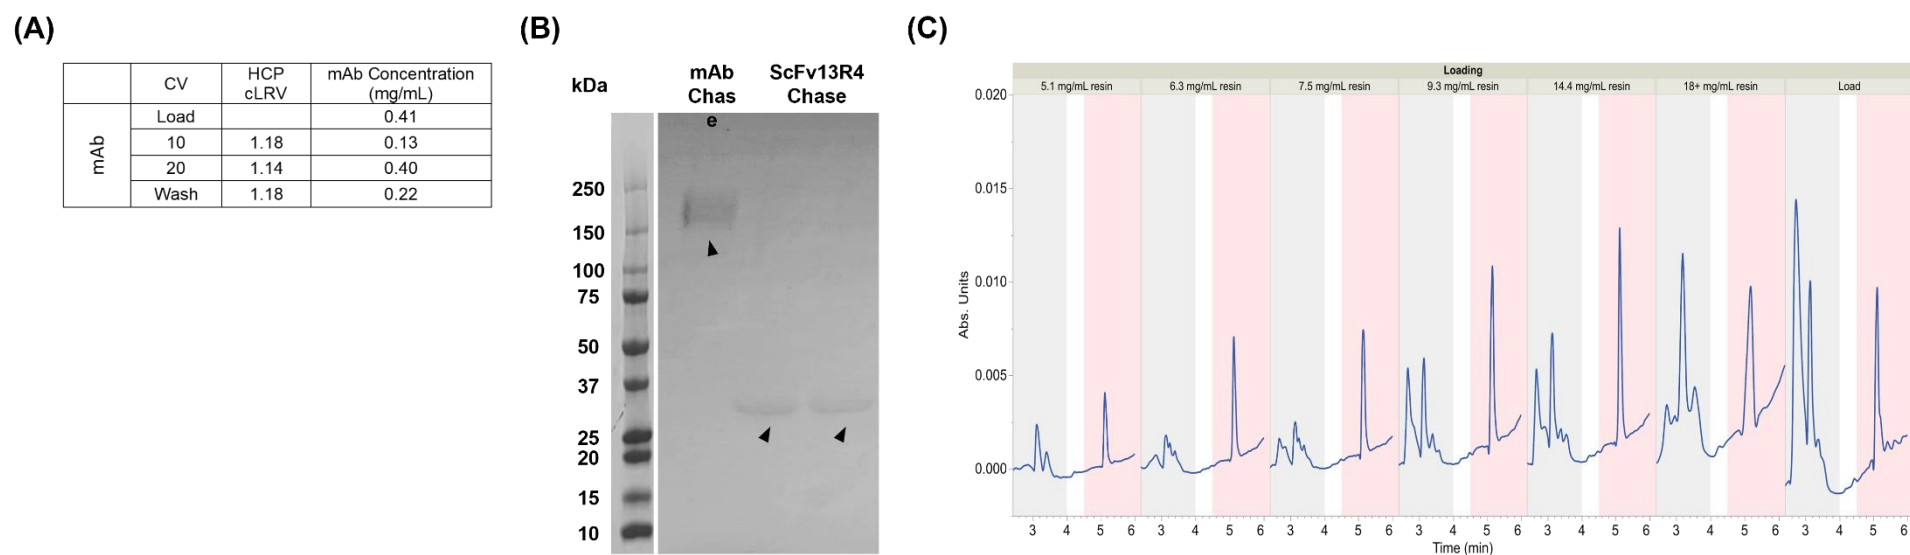 (A)
CV HCP cLRV mAb Concentration (mg/mL)
mAb
Load 0.41
10 1.18 0.13
20 1.14 0.40
Wash 1.18 0.22
(B)
kDa
mAb Chas e
ScFv13R4 Chase
250
150
100
75
50
37
25
20
15
10
(C)
Loading
5.1 mg/mL resin 6.3 mg/mL resin 7.5 mg/mL resin 9.3 mg/mL resin 14.4 mg/mL resin 18+ mg/mL resin Load
Abs. Units
0.020
0.015
0.010
0.005
0.000
3 4 5 6 3 4 5 6 3 4 5 6 3 4 5 6 3 4 5 6 3 4 5 6 3 4 5 6
Time (min)